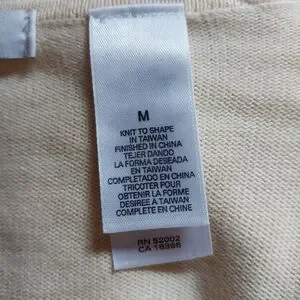 M
KNIT TO SHAPE
IN TAIWAN
FINISHED IN CHINA
TEJER DANDO
LA FORMA DESEADA
EN TAIWAN
COMPLETADO EN CHINA
TRICOTER POUR
OBTENIR LA FORME
DESIREE A TAIWAN
COMPLETE EN CHINE
RN 52002
CA 16396